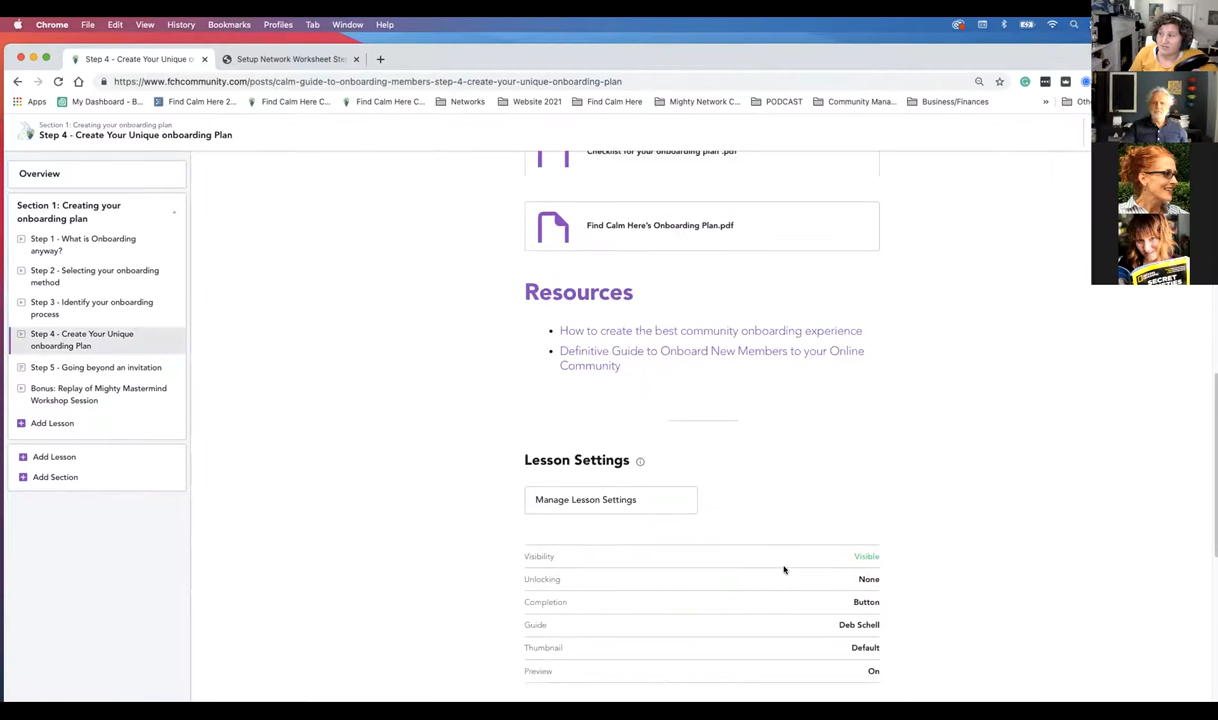 Chrome File Edit View History Bookmarks Profiles Tab Window Help
Step 4 - Create Your Unique o
Setup Network Worksheet Ste
https://www.fchcommunity.com/posts/calm-guide-to-onboarding-members-step-4-create-your-unique-onboarding-plan
Apps
My Dashboard - B...
Find Calm Here 2...
Find Calm Here C...
Find Calm Here C...
Networks
Website 2021
Find Calm Here
Mighty Network C...
PODCAST
Community Mana...
Business/Finances
»
Section 1: Creating your onboarding plan
Step 4 - Create Your Unique onboarding Plan
Overview
Section 1: Creating your
onboarding plan
Step 1 - What is Onboarding
anyway?
Step 2 - Selecting your onboarding
method
Step 3 - Identify your onboarding
process
Step 4 - Create Your Unique
onboarding Plan
Step 5 - Going beyond an invitation
Bonus: Replay of Mighty Mastermind
Workshop Session
Add Lesson
Add Lesson
Add Section
Checklist for your onboarding plan .pdf
Find Calm Here's Onboarding Plan.pdf
Resources
• How to create the best community onboarding experience
• Definitive Guide to Onboard New Members to your Online
Community
Lesson Settings
Manage Lesson Settings
Visibility Visible
Unlocking None
Completion Button
Guide Deb Schell
Thumbnail Default
Preview On
SECRET